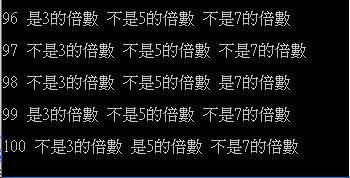 96 是3的倍數 不是5的倍數 不是7的倍數
97 不是3的倍數 不是5的倍數 不是7的倍數
98 不是3的倍數 不是5的倍數 是7的倍數
99 是3的倍數 不是5的倍數 不是7的倍數
100 不是3的倍數 是5的倍數 不是7的倍數